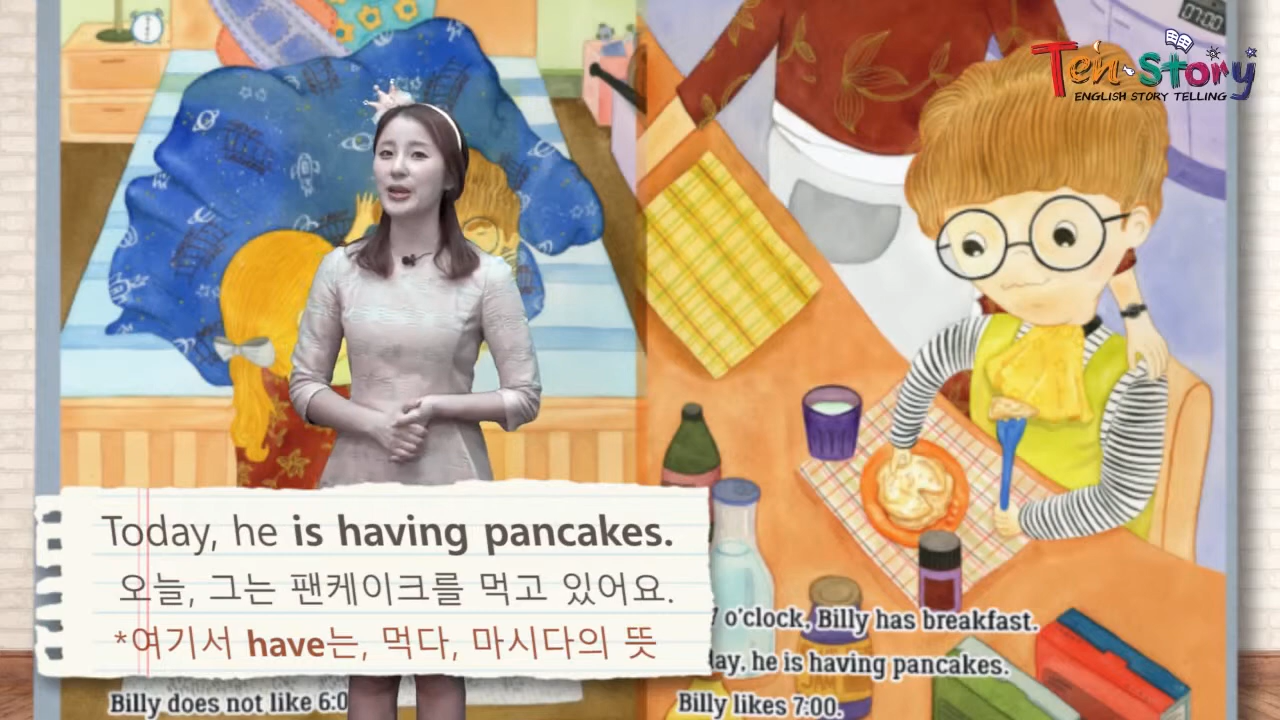 07:00
Ten Story
ENGLISH STORY TELLING
Today, he is having pancakes.
오늘, 그는 팬케이크를 먹고 있어요.
*여기서 have는, 먹다, 마시다의 뜻
Billy does not like 6:0
o'clock, Billy has breakfast.
ay, he is having pancakes.
Billy likes 7:00.
JAM